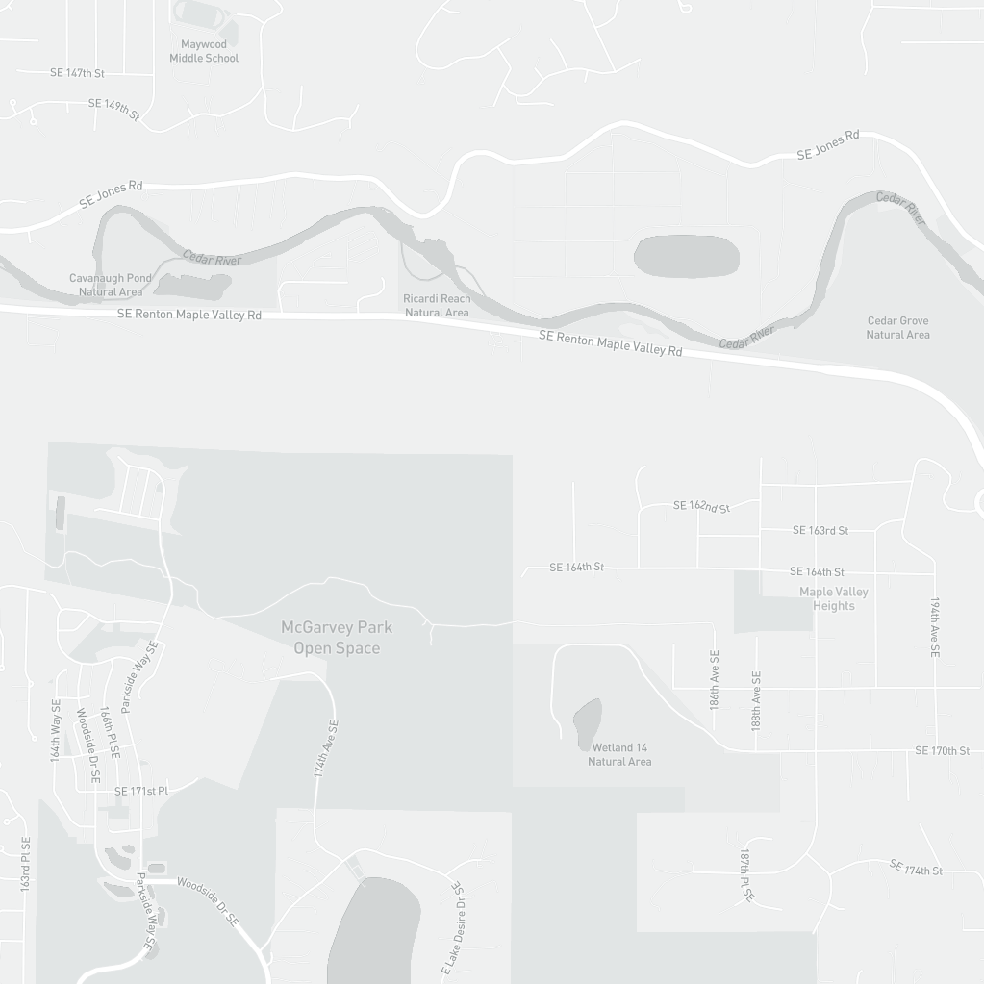 Maywood
Middle School
SE 147th St
SE 149th St
SE Jones Rd
SE Jones Rd
Cedar River
Cedar River
Cavanaugh Pond
Natural Area
Ricardi Reach
Natural Area
SE Renton Maple Valley Rd
Cedar Grove
Natural Area
SE Renton Maple Valley Rd
Cedar River
SE 162nd St
SE 163rd St
SE 164th St
SE 164th St
Maple Valley
Heights
McGarvey Park
Open Space
194th Ave SE
Parkside Way SE
186th Ave SE
188th Ave SE
164th Way SE
Woodside Dr SE
166th Pl SE
174th Ave SE
Wetland 14
Natural Area
SE 170th St
SE 171st Pl
163rd Pl SE
187th Pl SE
SE 174th St
Parkside Way SE
Woodside Dr SE
E Lake Desire Dr SE